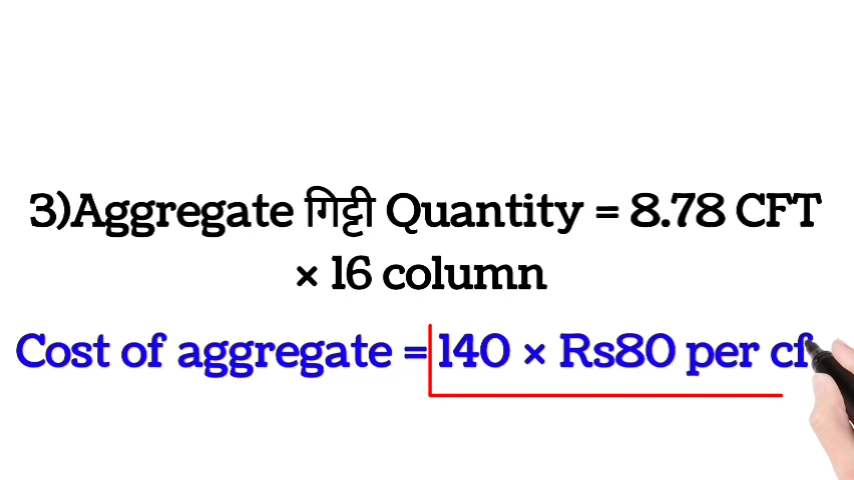 3)Aggregate गिट्टी Quantity = 8.78 CFT
× 16 column
Cost of aggregate = 140 × Rs80 per cf